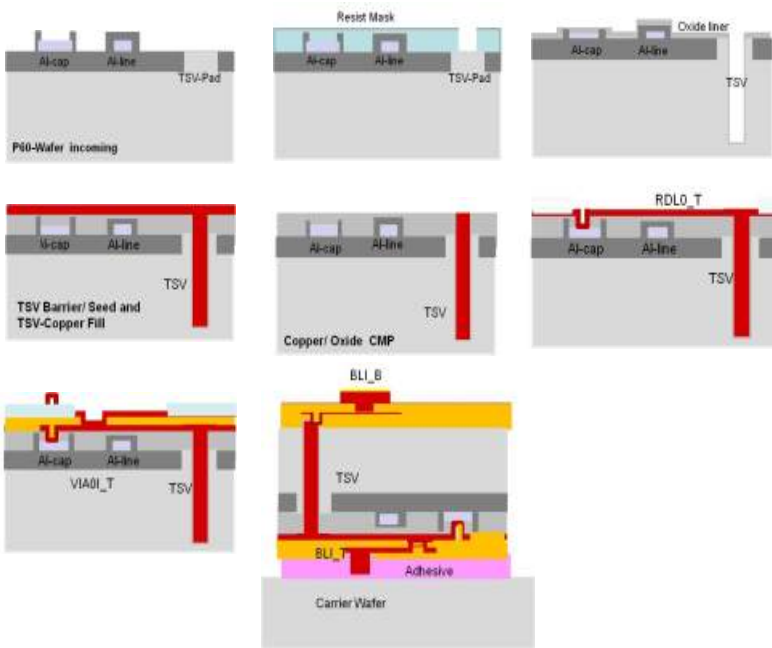 Al-cap
Al-line
TSV-Pad
P60-Wafer incoming
Resist Mask
Al-cap
Al-line
TSV-Pad
Oxide liner
Al-cap
Al-line
TSV
Al-cap
Al-line
TSV
TSV Barrier/ Seed and
TSV-Copper Fill
Al-cap
Al-line
TSV
Copper/ Oxide CMP
RDL0_T
Al-cap
Al-line
TSV
Al-cap
Al-line
VIA0I_T
TSV
BLI_B
TSV
BLI_T
Adhesive
Carrier Wafer